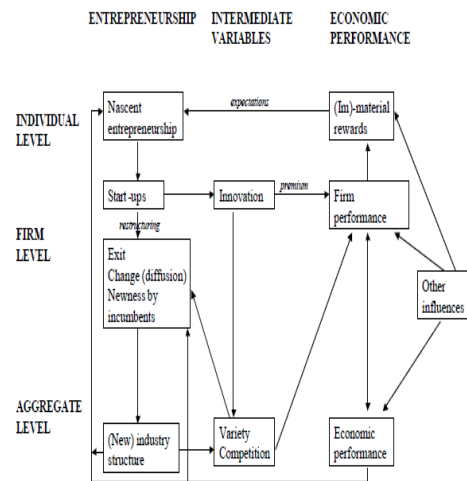 ENTREPRENEURSHIP INTERMEDIATE VARIABLES ECONOMIC PERFORMANCE
INDIVIDUAL LEVEL
Nascent
entrepreneurship
expectations
(Im)-material
rewards
Start-ups
Innovation
premium
Firm
performance
restructuring
FIRM
LEVEL
Exit
Change (diffusion)
Newness by
incumbents
Other
influences
AGGREGATE
LEVEL
(New) industry
structure
Variety
Competition
Economic
performance